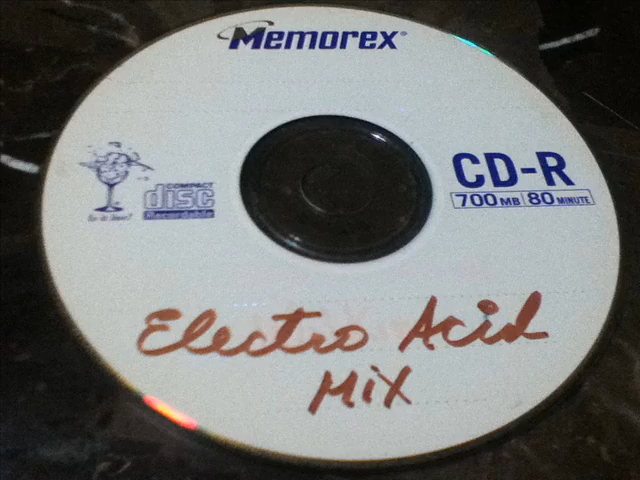 Memorex®
CD-R
700 MB 80 MINUTE
COMPACT
disc
Recordable
Electro Acid
Mix